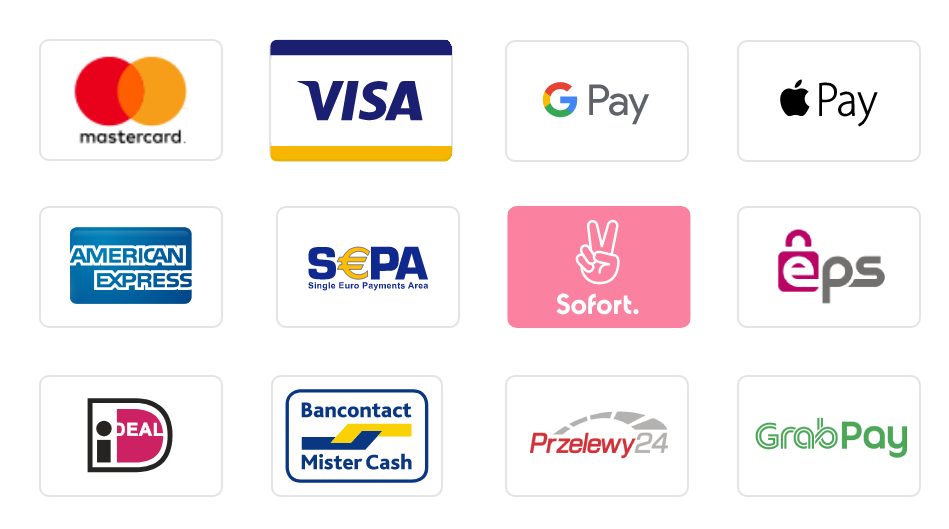 mastercard.
VISA
G Pay
Pay
AMERICAN
EXPRESS
S€PA
Single Euro Payments Area
Sofort.
eps
iDEAL
Bancontact
Mister Cash
Przelewy24
GrabPay